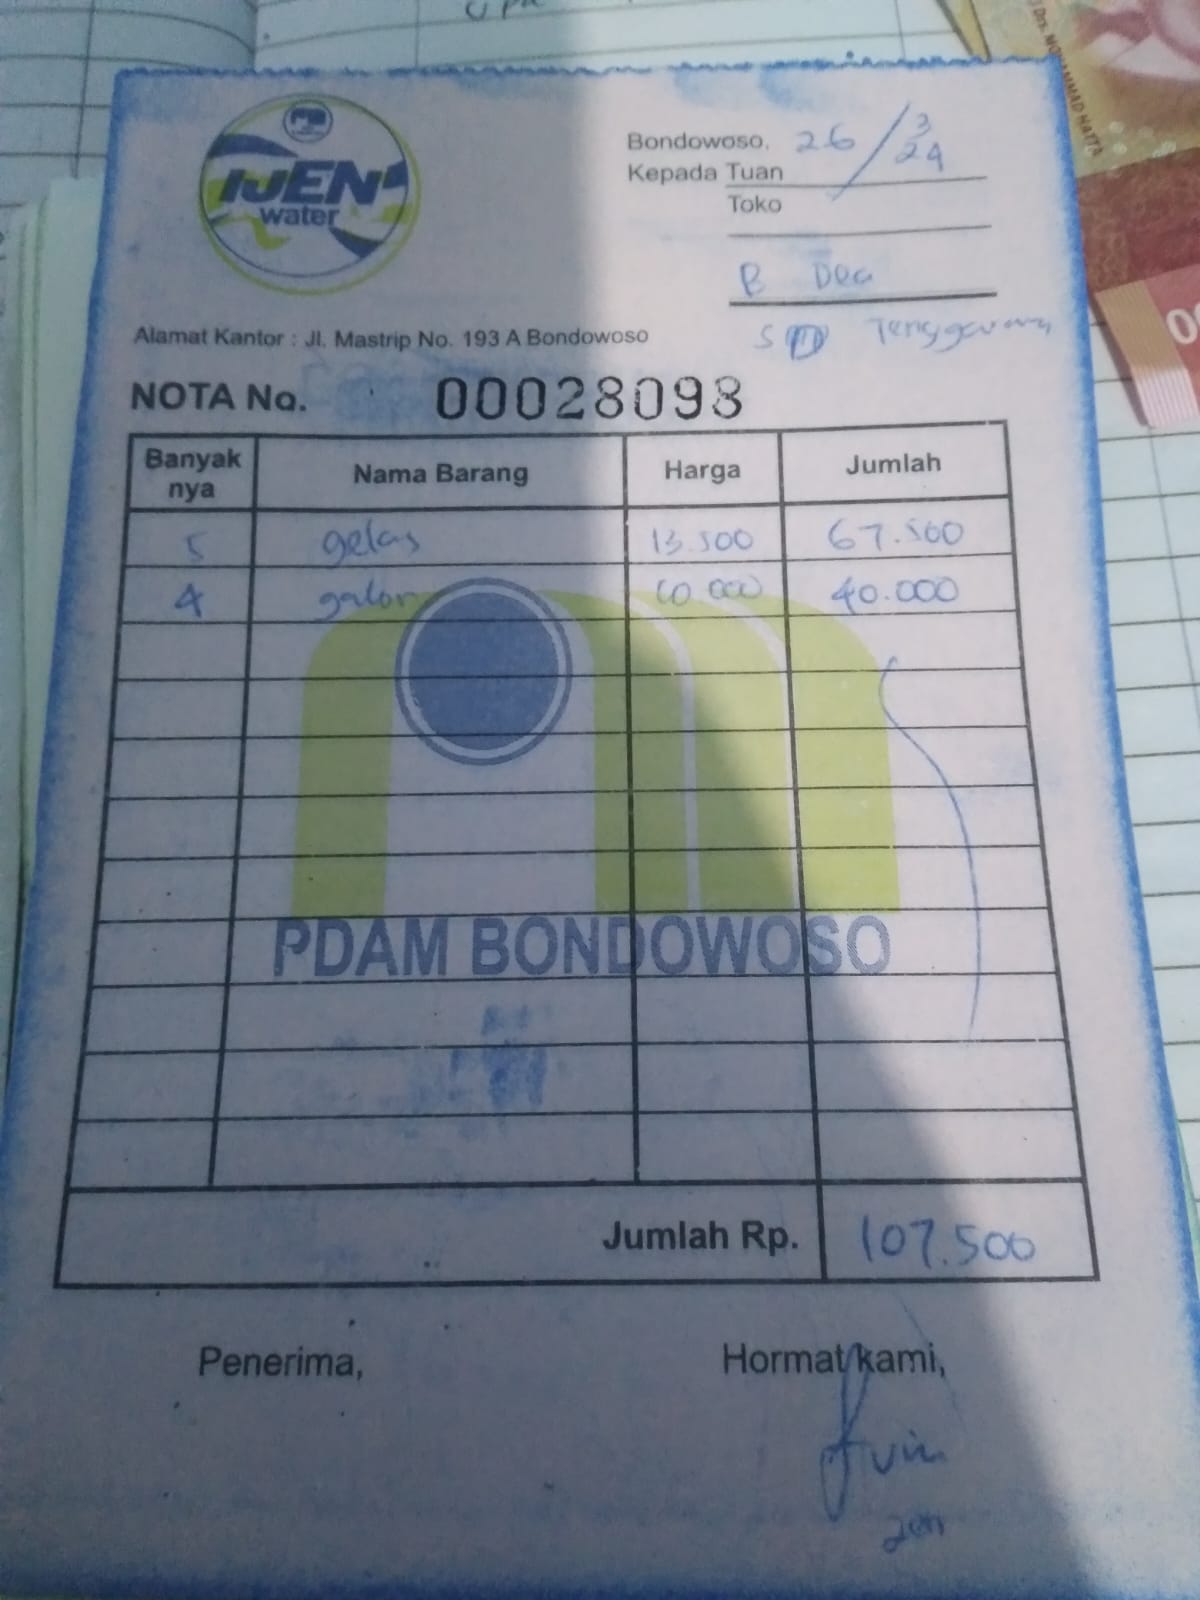 IJEN
water
Bondowoso, 26/3
24
Kepada Tuan
Toko
B Dea
SD Tenggarang
Alamat Kantor : Jl. Mastrip No. 193 A Bondowoso
NOTA No. 00028098
Banyak nya Nama Barang Harga Jumlah
5 gelas 13.500 67.500
4 galon 10.000 40.000
PDAM BONDOWOSO
Jumlah Rp. 107.500
Penerima, Hormat kami,
MOHAMMAD HATTA